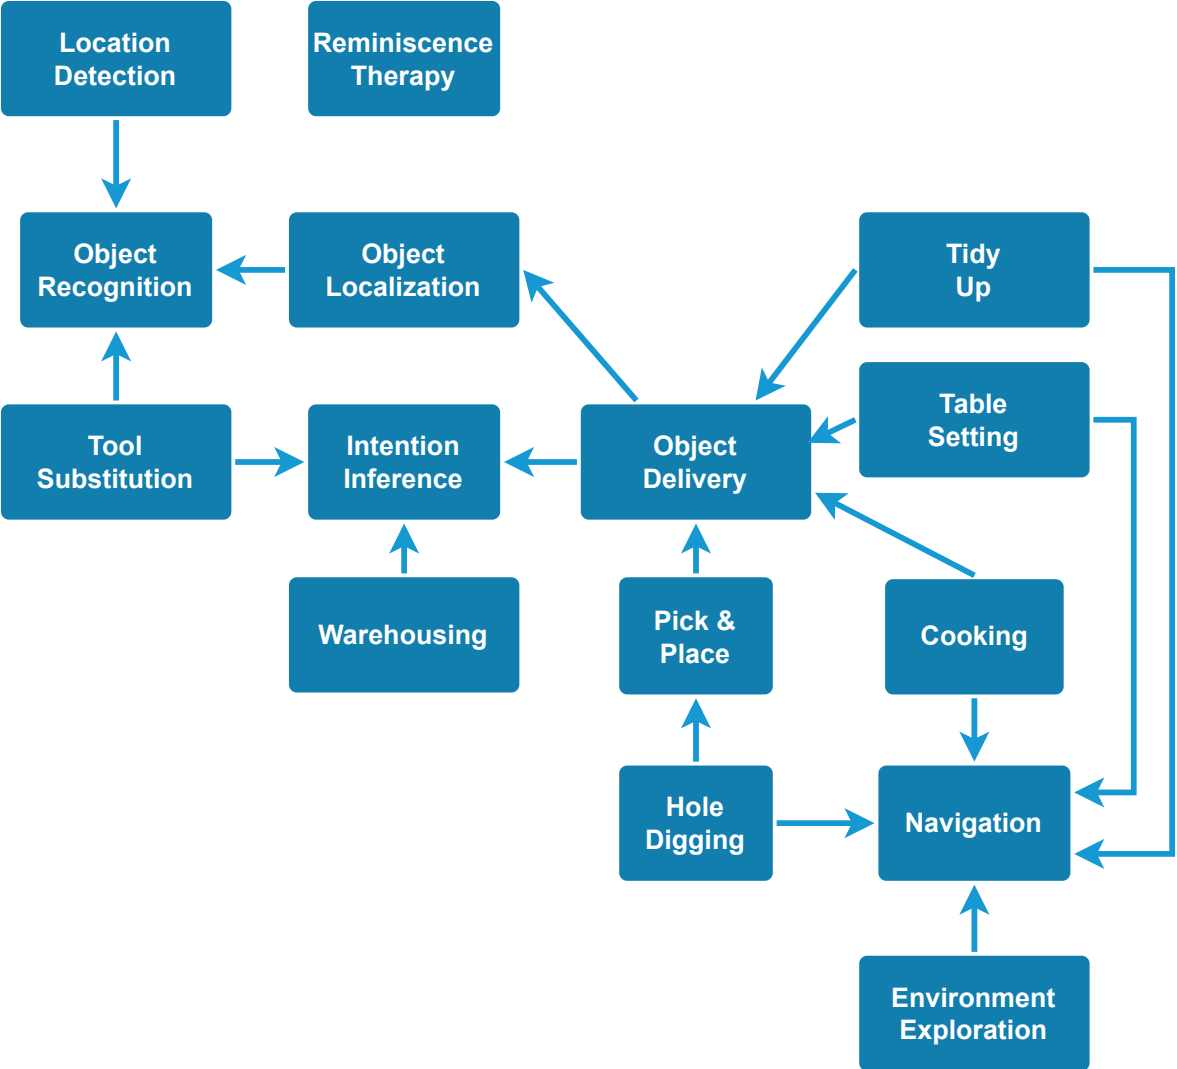 Location
Detection
Reminiscence
Therapy
Object
Recognition
Object
Localization
Tidy
Up
Table
Setting
Tool
Substitution
Intention
Inference
Object
Delivery
Warehousing
Pick &
Place
Cooking
Hole
Digging
Navigation
Environment
Exploration